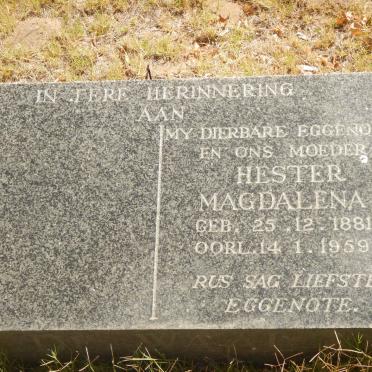 IN TERE HERINNERING
AAN
MY DIERBARE EGGENO
EN ONS MOEDER
HESTER
MAGDALENA
GEB. 25.12.1881
OORL. 14.1.1959
RUS SAG LIEFSTE
EGGENOTE.